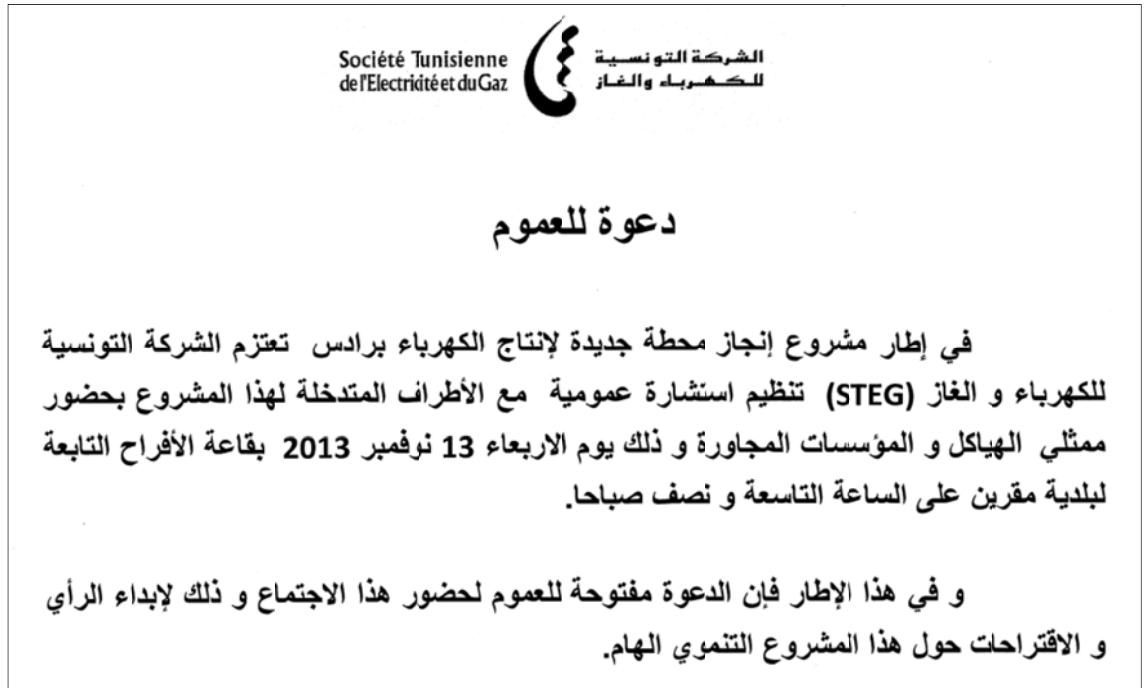 Société Tunisienne
de l'Electricité et du Gaz
الشركة التونسية
للكهرباء والغاز
دعوة للعموم
في إطار مشروع إنجاز محطة جديدة لإنتاج الكهرباء برادس تعتزم الشركة التونسية
للكهرباء و الغاز (STEG) تنظيم استشارة عمومية مع الأطراف المتدخلة لهذا المشروع بحضور
ممثلي الهياكل و المؤسسات المجاورة و ذلك يوم الاربعاء 13 نوفمبر 2013 بقاعة الأفراح التابعة
لبلدية مقرين على الساعة التاسعة و نصف صباحا.
و في هذا الإطار فإن الدعوة مفتوحة للعموم لحضور هذا الاجتماع و ذلك لإبداء الرأي
و الاقتراحات حول هذا المشروع التنموي الهام.